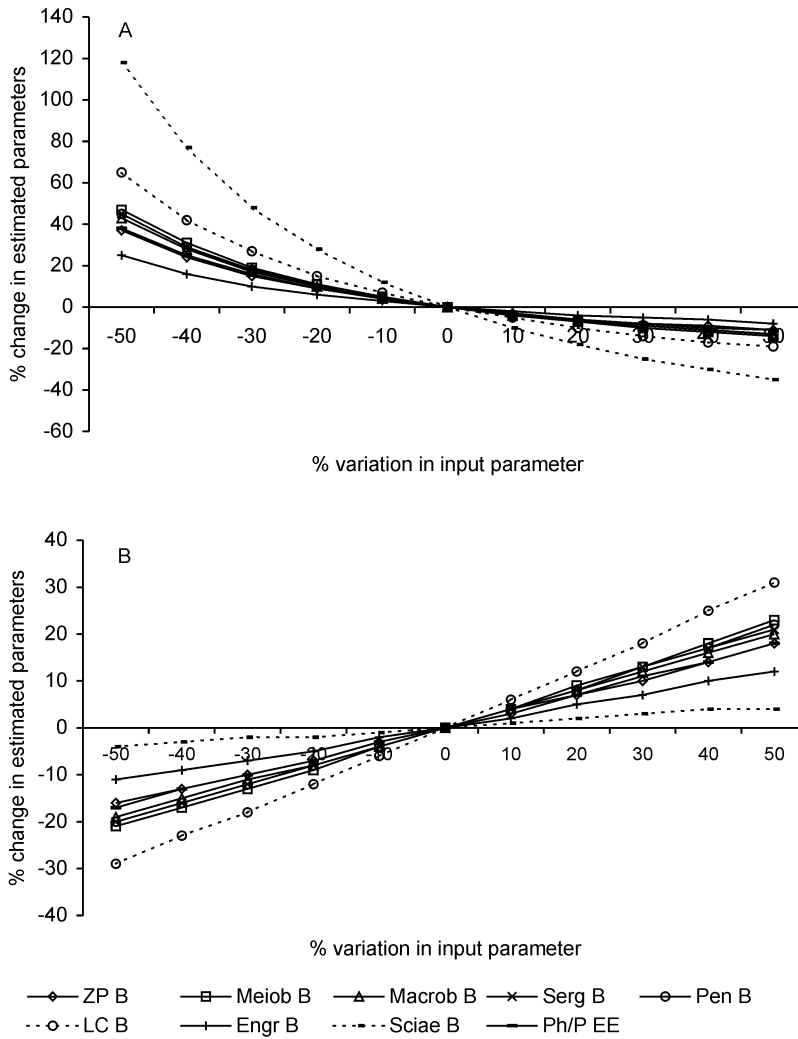 A
140
120
100
80
60
40
20
0
-20
-40
-60
-50 -40 -30 -20 -10 0 10 20 30 40 50
% change in estimated parameters
% variation in input parameter
B
40
30
20
10
0
-10
-20
-30
-40
-50 -40 -30 -20 -10 0 10 20 30 40 50
% change in estimated parameters
% variation in input parameter
ZP B Meiob B Macrob B Serg B Pen B
LC B Engr B Sciae B Ph/P EE